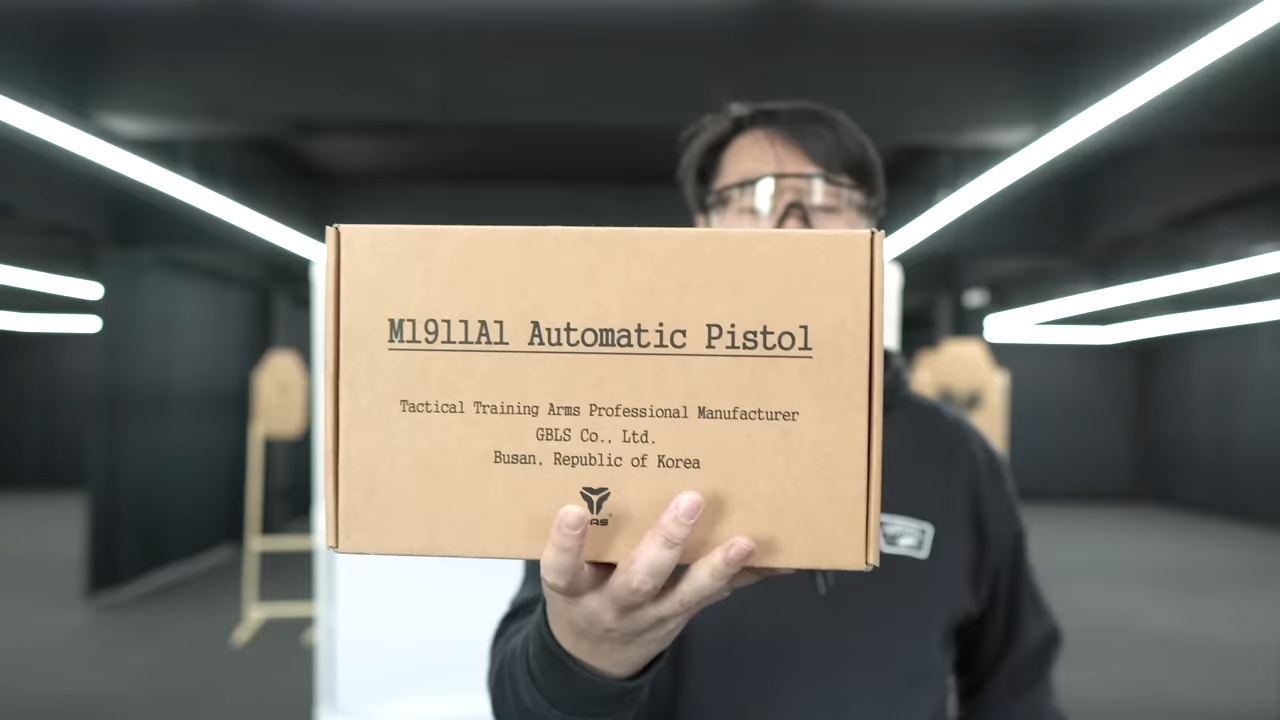 M1911A1 Automatic Pistol
Tactical Training Arms Professional Manufacturer
GBLS Co., Ltd.
Busan, Republic of Korea